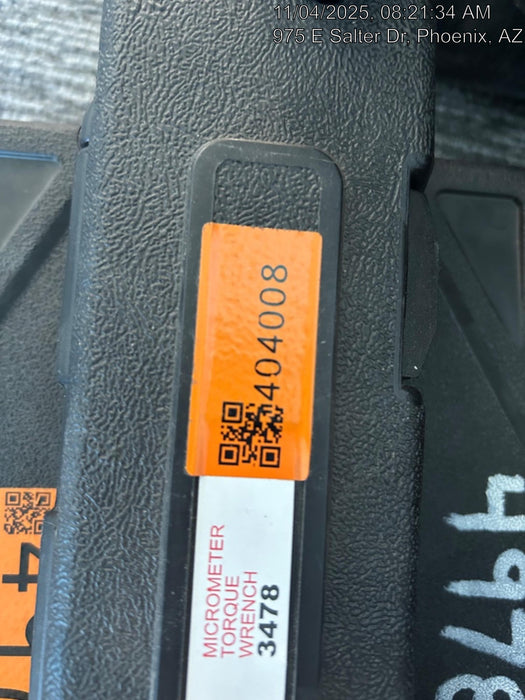 11/04/2025, 08:21:34 AM
975 E Salter Dr, Phoenix, AZ
404008
MICROMETER
TORQUE
WRENCH
3478